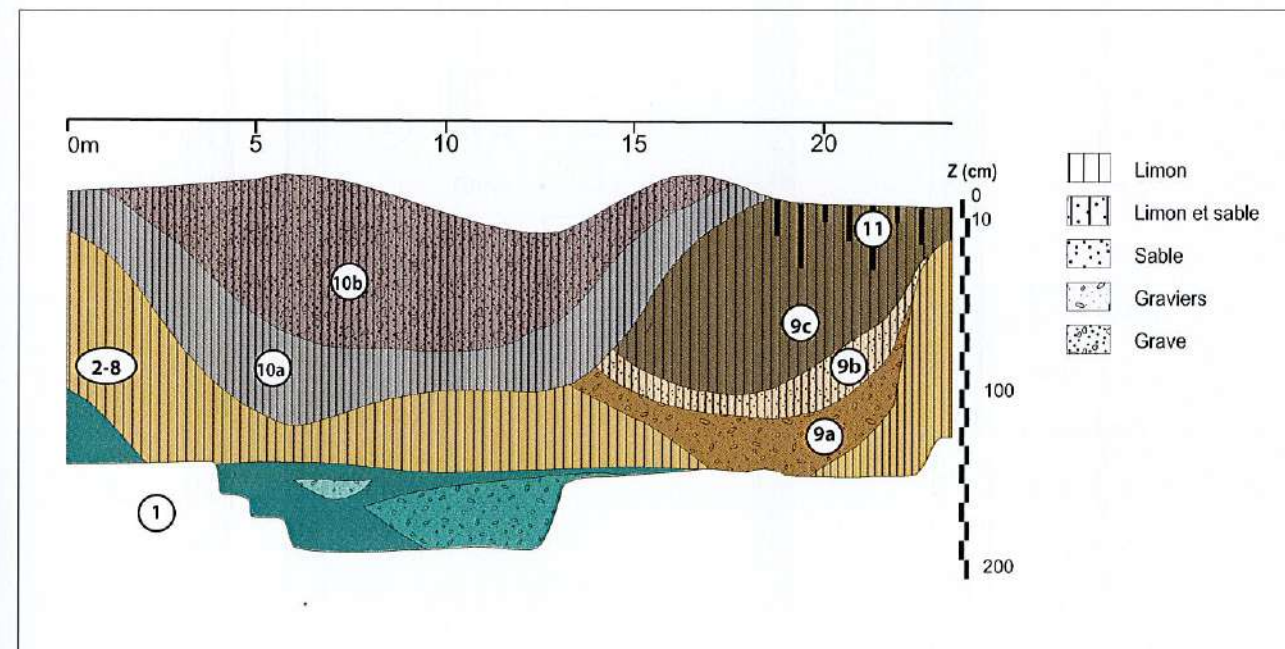 0m 5 10 15 20
Z (cm)
0
10
100
200
Limon
Limon et sable
Sable
Graviers
Grave
11
10b
9c
2-8
10a
9b
9a
1